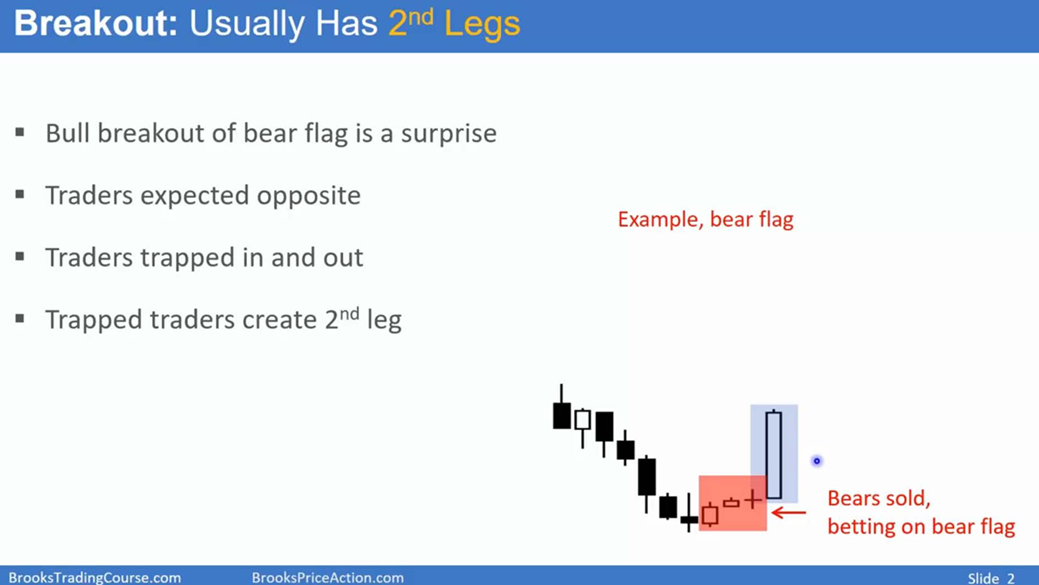 Breakout: Usually Has 2nd Legs
Bull breakout of bear flag is a surprise
Traders expected opposite
Traders trapped in and out
Trapped traders create 2nd leg
Example, bear flag
Bears sold,
betting on bear flag
BrooksTradingCourse.com
BrooksPriceAction.com
Slide 2